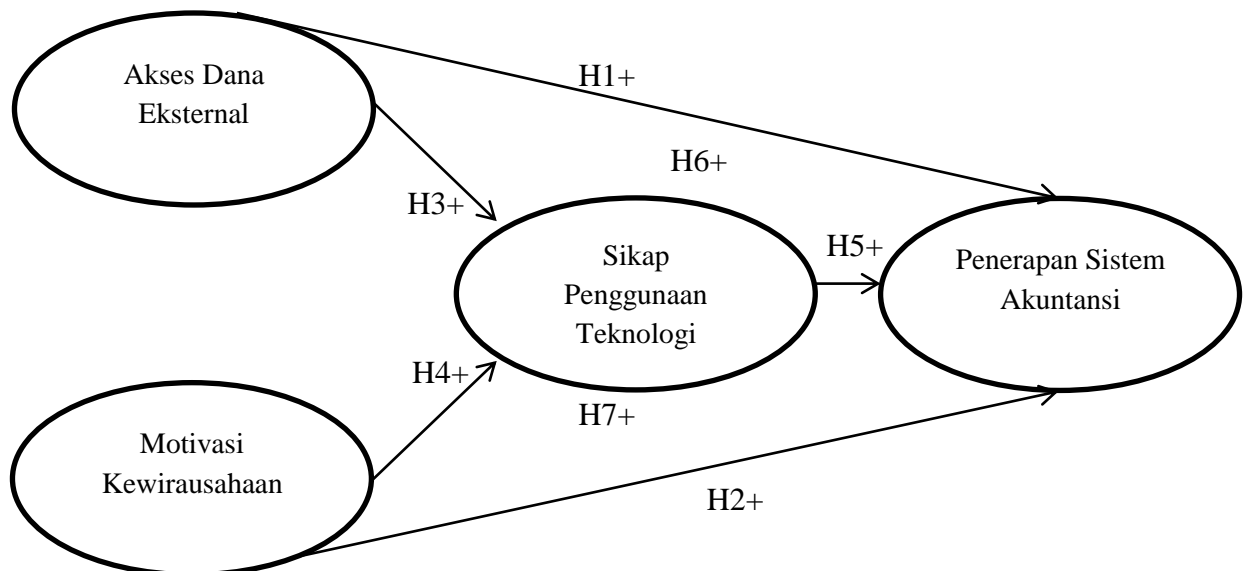 Akses Dana
Eksternal
H1+
H6+
H3+
Sikap
Penggunaan
Teknologi
H5+
Penerapan Sistem
Akuntansi
H4+
H7+
Motivasi
Kewirausahaan
H2+